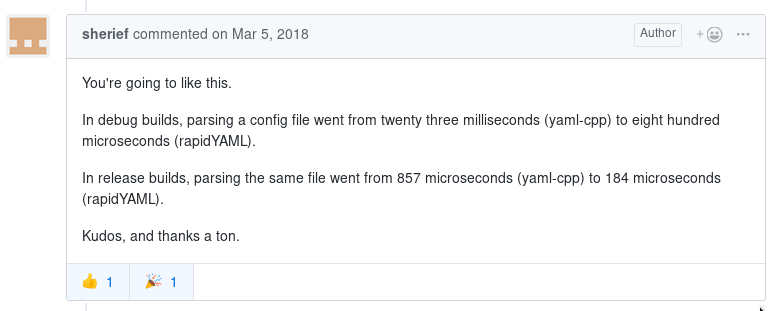 sherief commented on Mar 5, 2018
Author
You're going to like this.
In debug builds, parsing a config file went from twenty three milliseconds (yaml-cpp) to eight hundred
microseconds (rapidYAML).
In release builds, parsing the same file went from 857 microseconds (yaml-cpp) to 184 microseconds
(rapidYAML).
Kudos, and thanks a ton.
👍 1 🎉 1